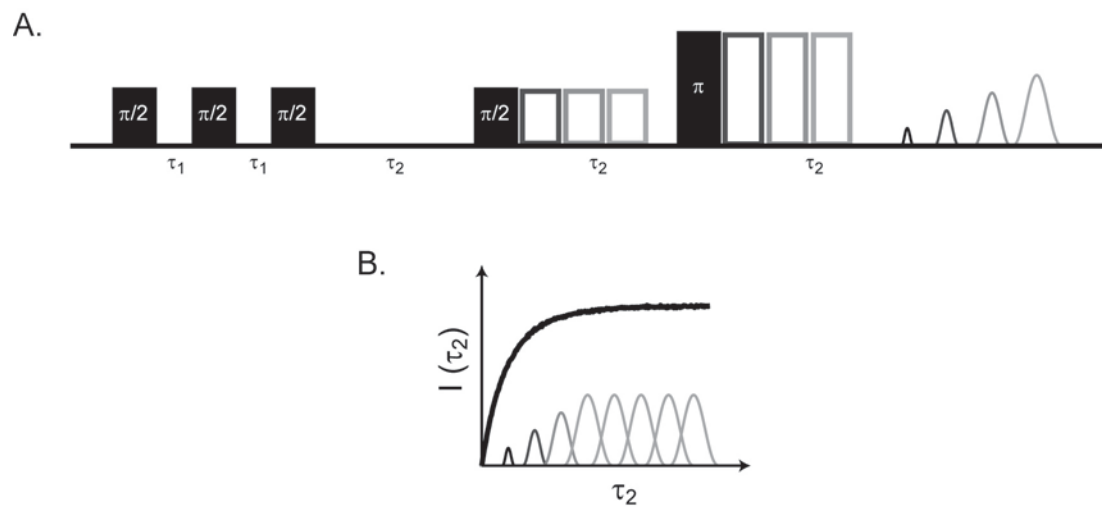 A.
π/2 π/2 π/2 π/2 π
τ₁ τ₁ τ₂ τ₂ τ₂
B.
I (τ₂)
τ₂